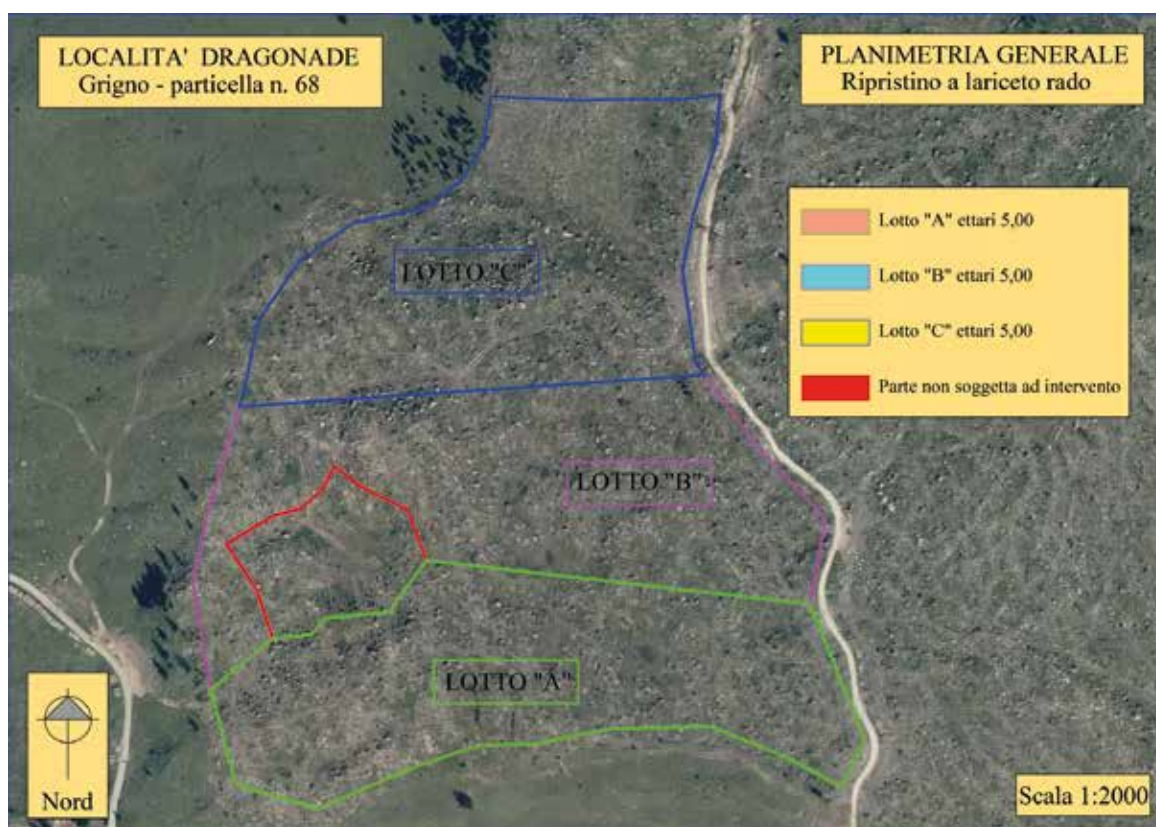 LOCALITA' DRAGONADE
Grigno - particella n. 68
PLANIMETRIA GENERALE
Ripristino a lariceto rado
Lotto "A" ettari 5,00
Lotto "B" ettari 5,00
Lotto "C" ettari 5,00
Parte non soggetta ad intervento
LOTTO "C"
LOTTO "B"
LOTTO "A"
Nord
Scala 1:2000